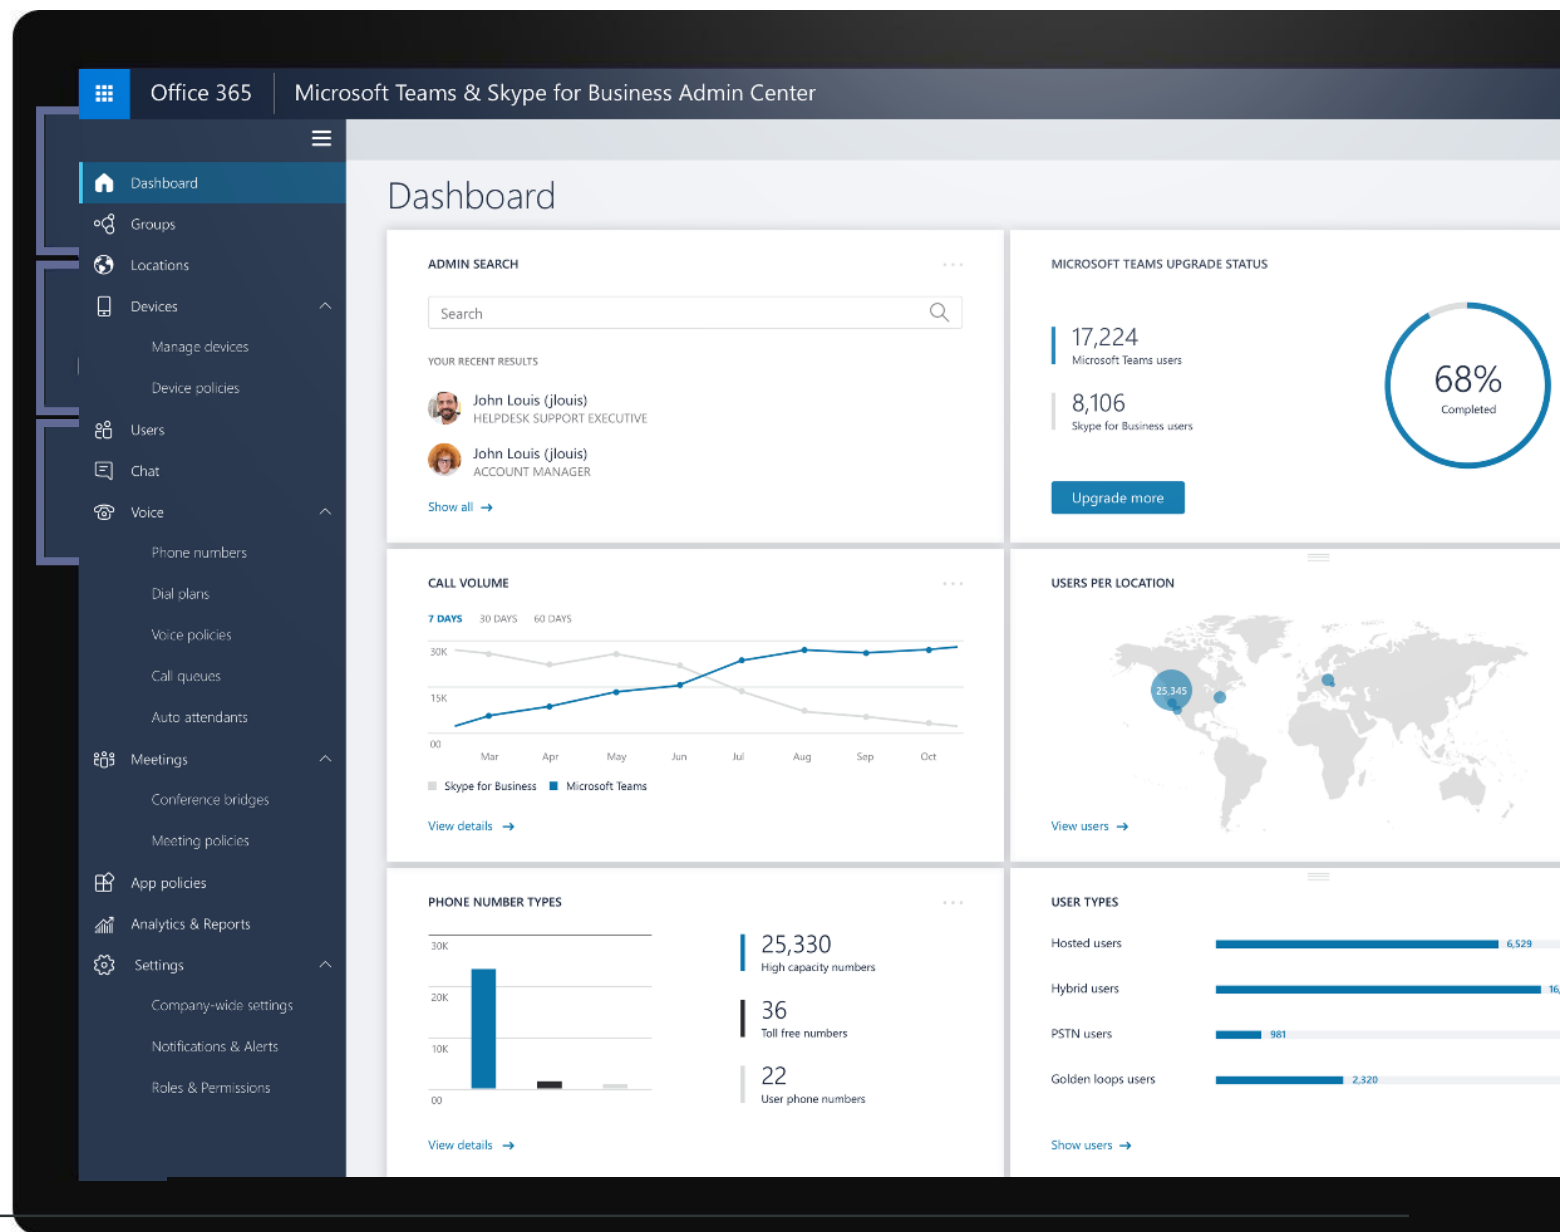 Office 365
Microsoft Teams & Skype for Business Admin Center
Dashboard
Groups
Locations
Devices
Manage devices
Device policies
Users
Chat
Voice
Phone numbers
Dial plans
Voice policies
Call queues
Auto attendants
Meetings
Conference bridges
Meeting policies
App policies
Analytics & Reports
Settings
Company-wide settings
Notifications & Alerts
Roles & Permissions
Dashboard
ADMIN SEARCH
Search
YOUR RECENT RESULTS
John Louis (jlouis)
HELPDESK SUPPORT EXECUTIVE
John Louis (jlouis)
ACCOUNT MANAGER
Show all →
MICROSOFT TEAMS UPGRADE STATUS
17,224
Microsoft Teams users
8,106
Skype for Business users
68%
Completed
Upgrade more
CALL VOLUME
7 DAYS 30 DAYS 60 DAYS
30K
15K
00
Mar Apr May Jun Jul Aug Sep Oct
Skype for Business Microsoft Teams
View details →
USERS PER LOCATION
25,345
View users →
PHONE NUMBER TYPES
30K
20K
10K
00
25,330
High capacity numbers
36
Toll free numbers
22
User phone numbers
View details →
USER TYPES
Hosted users 6,529
Hybrid users 16,
PSTN users 981
Golden loops users 2,320
Show users →